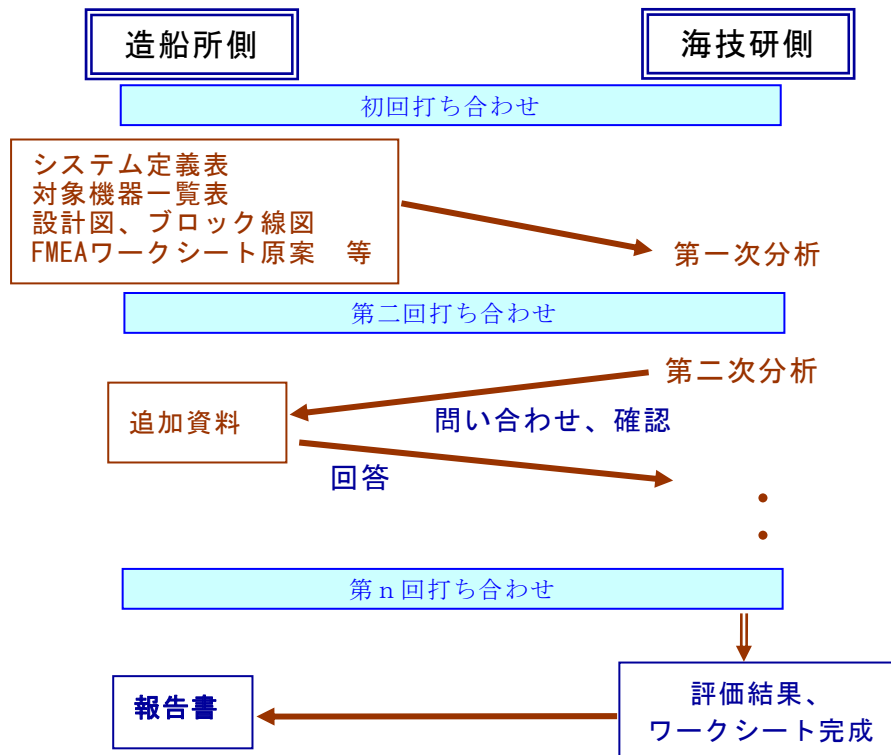 造船所側
海技研側
初回打ち合わせ
システム定義表
対象機器一覧表
設計図、ブロック線図
FMEAワークシート原案　等
第一次分析
第二回打ち合わせ
第二次分析
追加資料
問い合わせ、確認
回答
第ｎ回打ち合わせ
報告書
評価結果、
ワークシート完成